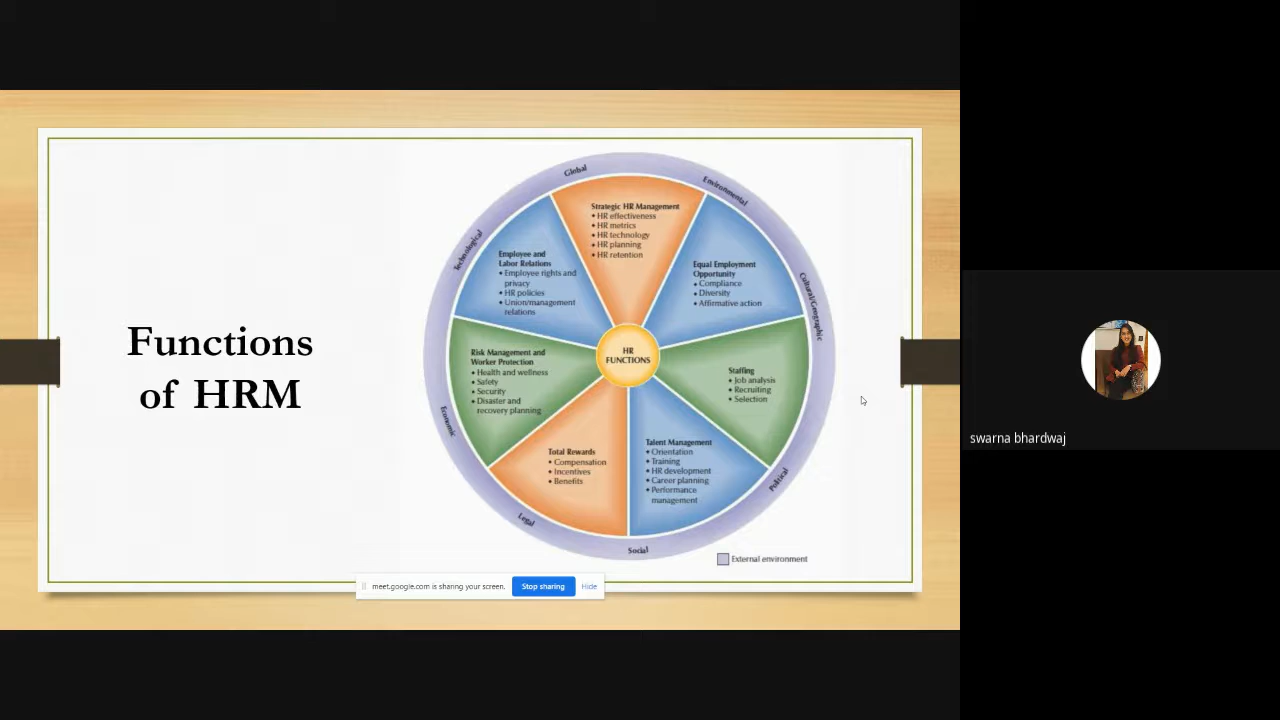 Functions
of HRM
Global
Environmental
Cultural/Geographic
Political
Social
Legal
Economic
Technological
Strategic HR Management
• HR effectiveness
• HR metrics
• HR technology
• HR planning
• HR retention
Equal Employment
Opportunity
• Compliance
• Diversity
• Affirmative action
Staffing
• Job analysis
• Recruiting
• Selection
Talent Management
• Orientation
• Training
• HR development
• Career planning
• Performance
management
Total Rewards
• Compensation
• Incentives
• Benefits
Risk Management and
Worker Protection
• Health and wellness
• Safety
• Security
• Disaster and
recovery planning
Employee and
Labor Relations
• Employee rights and
privacy
• HR policies
• Union/management
relations
HR
FUNCTIONS
External environment
meet.google.com is sharing your screen.
Stop sharing
Hide
swarna bhardwaj